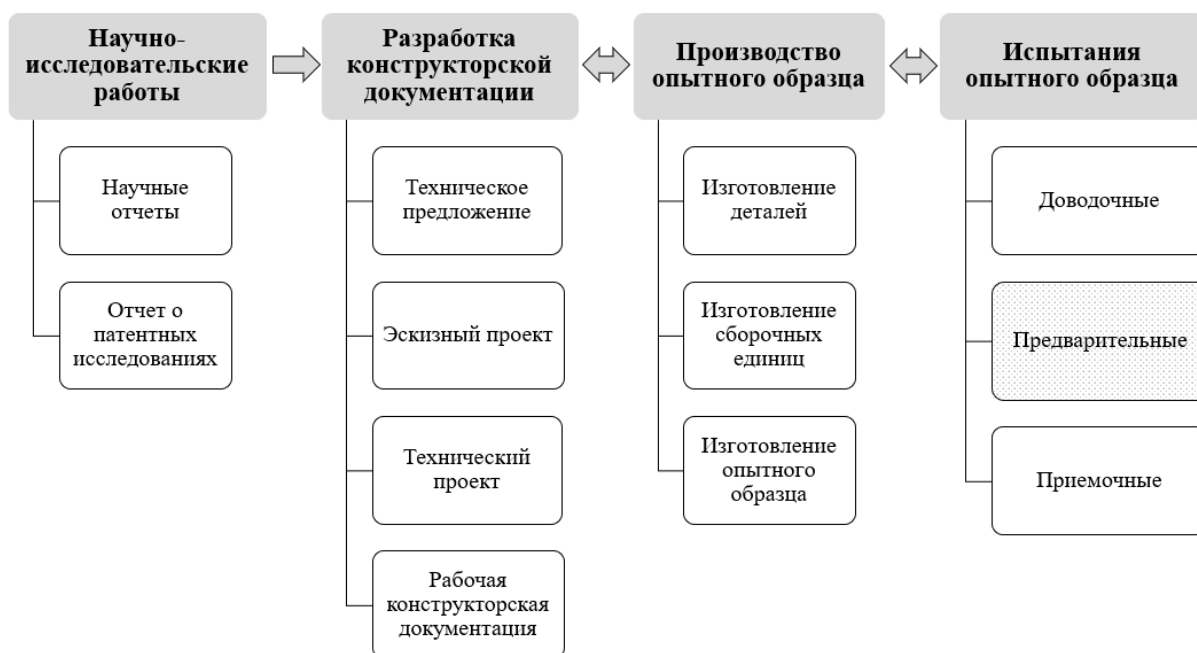 Научно-
исследовательские
работы
Научные
отчеты
Отчет о
патентных
исследованиях
Разработка
конструкторской
документации
Техническое
предложение
Эскизный проект
Технический
проект
Рабочая
конструкторская
документация
Производство
опытного образца
Изготовление
деталей
Изготовление
сборочных
единиц
Изготовление
опытного
образца
Испытания
опытного образца
Доводочные
Предварительные
Приемочные